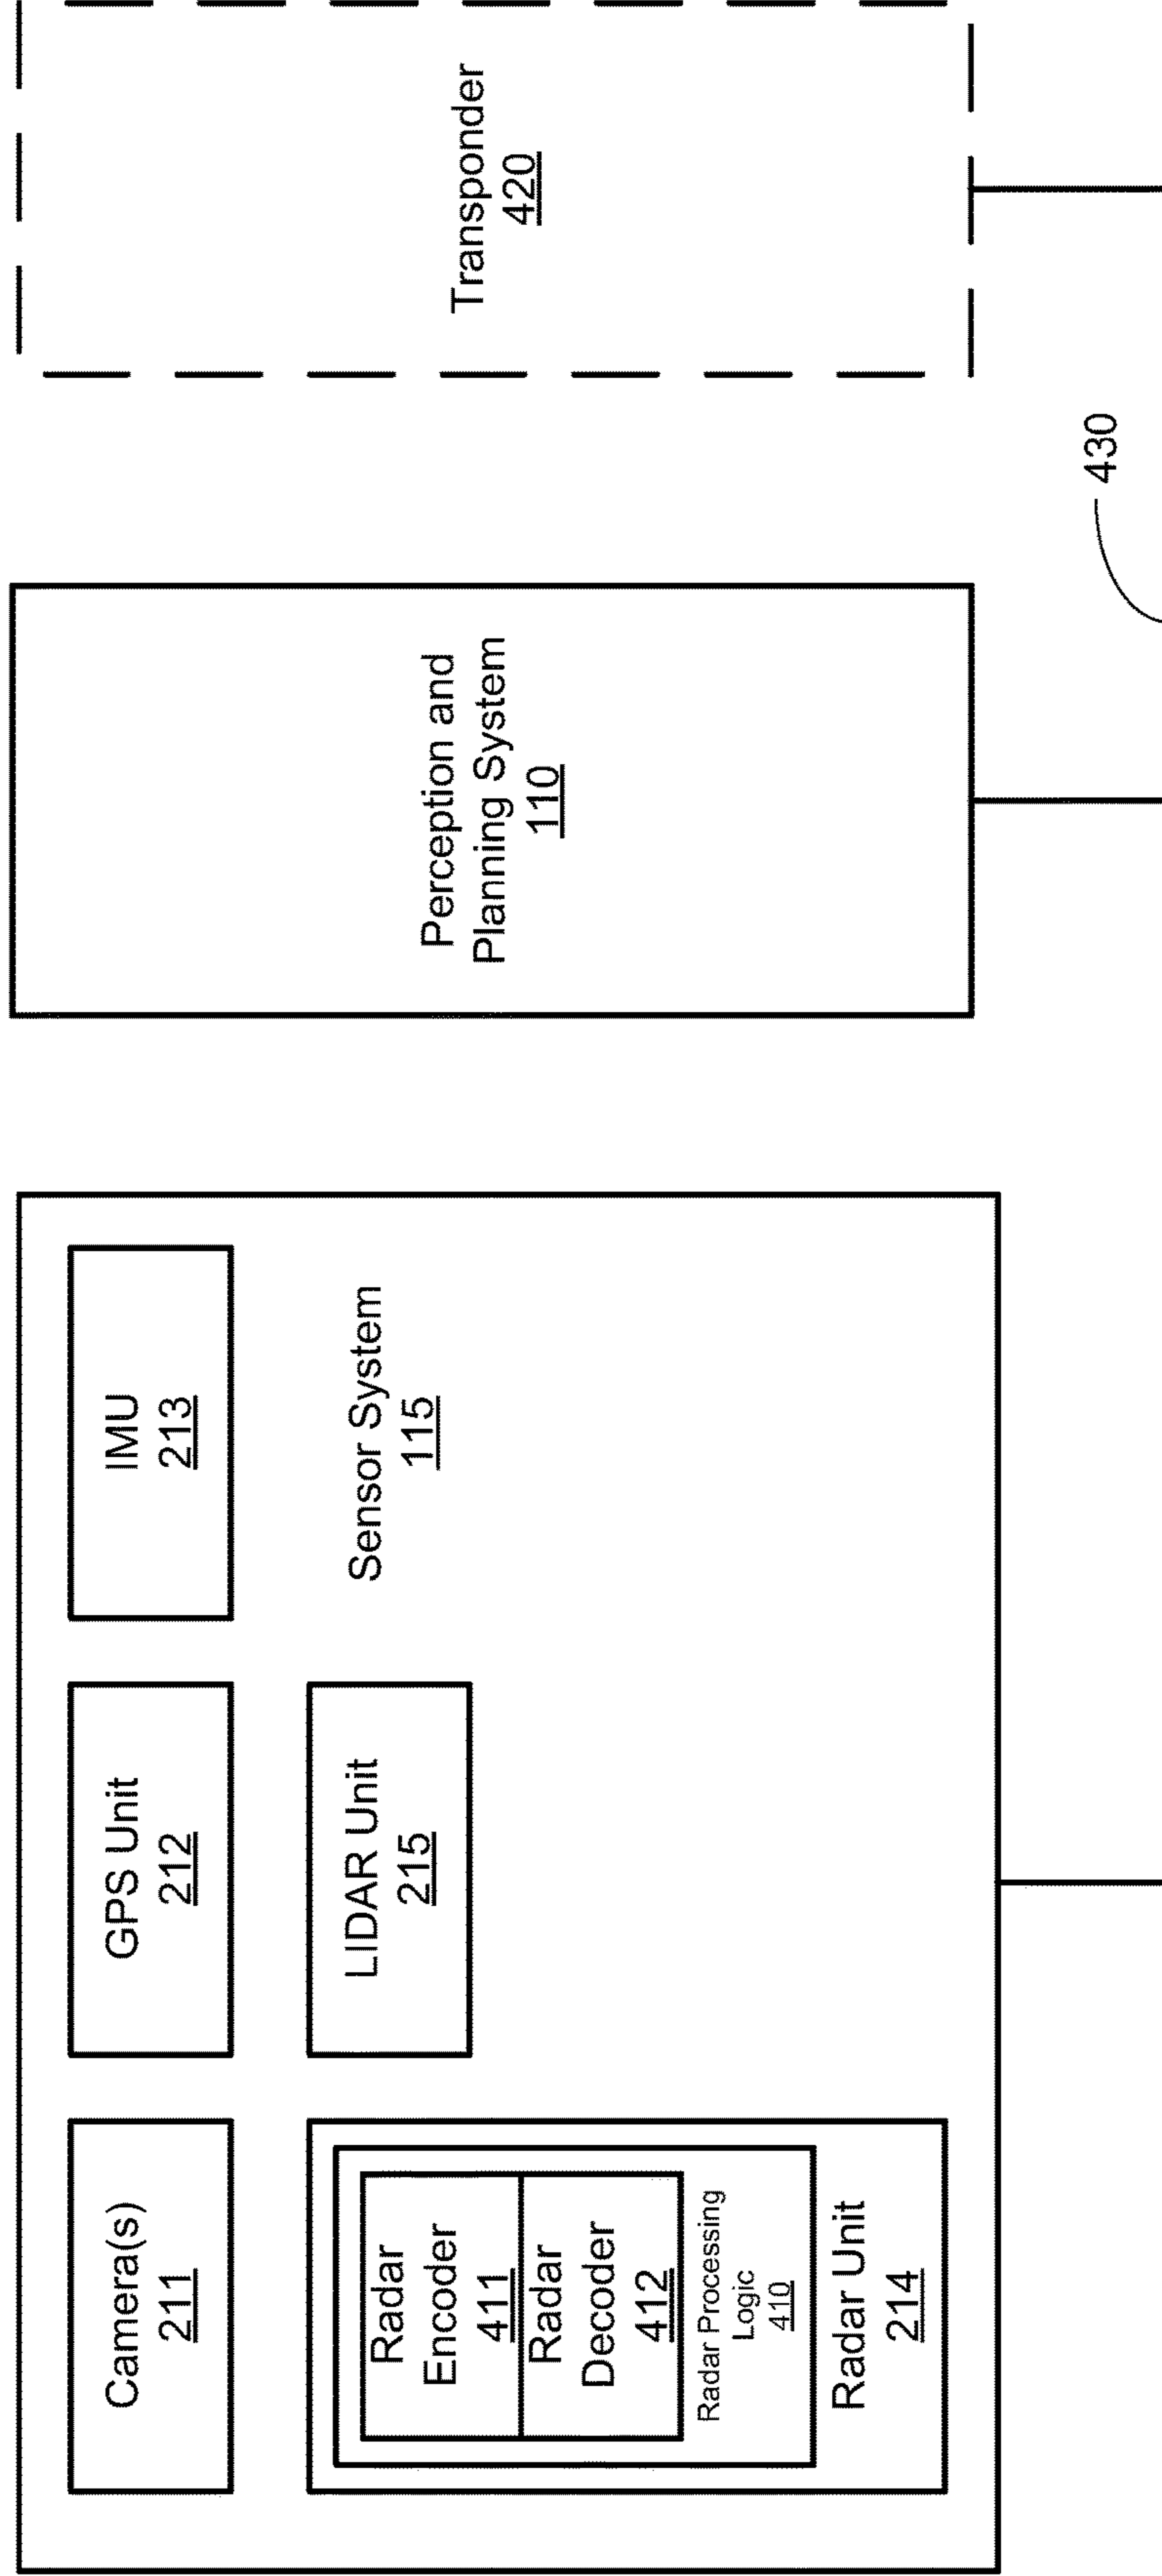 Camera(s)
211
GPS Unit
212
IMU
213
Radar
Encoder
411
Radar
Decoder
412
Radar Processing
Logic
410
Radar Unit
214
LIDAR Unit
215
Sensor System
115
Perception and
Planning System
110
Transponder
420
430